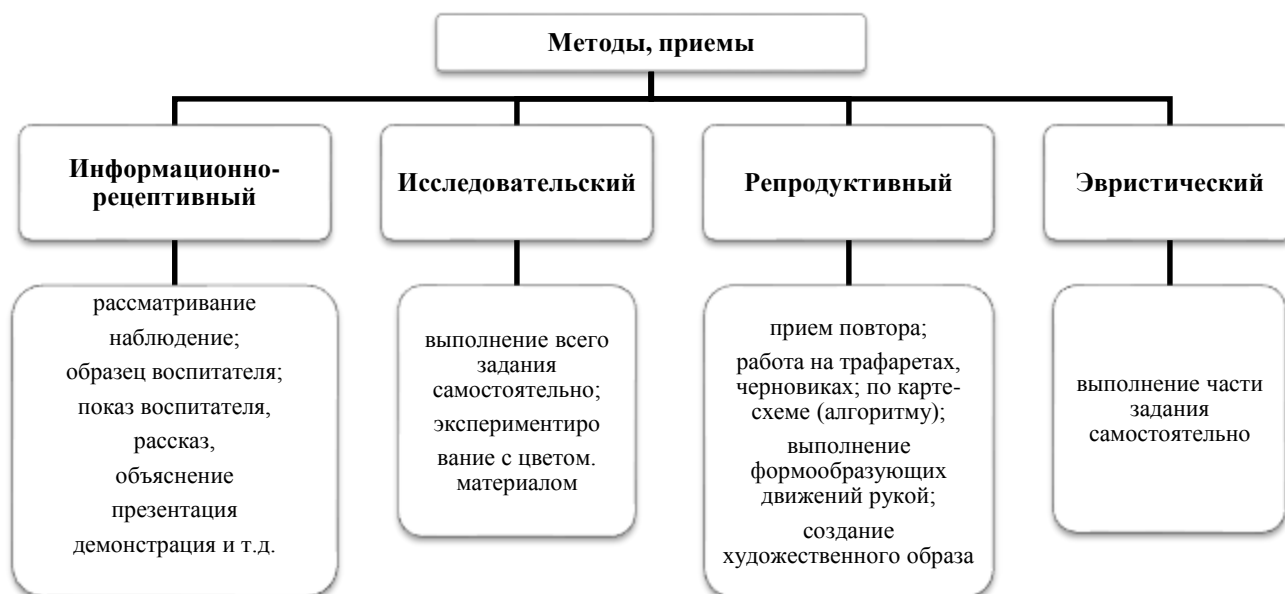 Методы, приемы
Информационно-
рецептивный
Исследовательский
Репродуктивный
Эвристический
рассматривание
наблюдение;
образец воспитателя;
показ воспитателя,
рассказ,
объяснение
презентация
демонстрация и т.д.
выполнение всего
задания
самостоятельно;
экспериментиро
вание с цветом.
материалом
прием повтора;
работа на трафаретах,
черновиках; по карте-
схеме (алгоритму);
выполнение
формообразующих
движений рукой;
создание
художественного образа
выполнение части
задания
самостоятельно